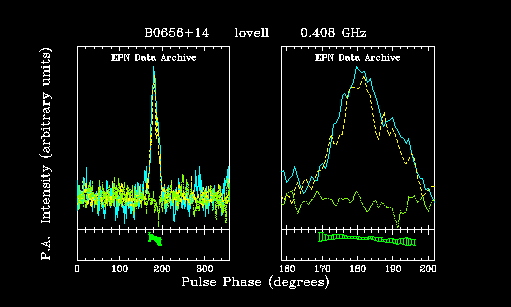 B0656+14 lovell 0.408 GHz
EPN Data Archive EPN Data Archive
P.A. Intensity (arbitrary units)
0 100 200 300 160 170 180 190 200
Pulse Phase (degrees)